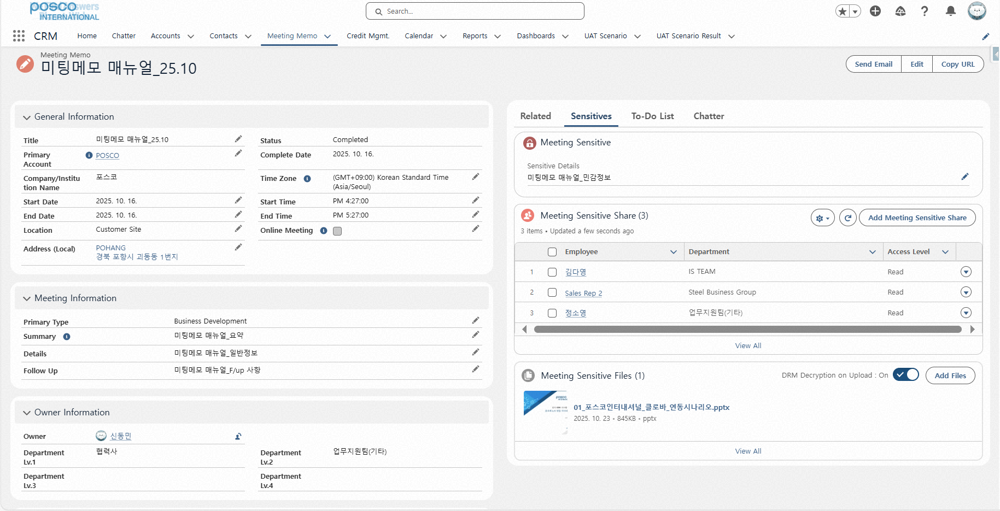 posco
INTERNATIONAL
Search...
CRM
Home
Chatter
Accounts
Contacts
Meeting Memo
Credit Mgmt.
Calendar
Reports
Dashboards
UAT Scenario
UAT Scenario Result
Meeting Memo
미팅메모 매뉴얼_25.10
Send Email
Edit
Copy URL
General Information
Title
미팅메모 매뉴얼_25.10
Status
Completed
Primary
Account
POSCO
Complete Date
2025. 10. 16.
Company/Institu
tion Name
포스코
Time Zone
(GMT+09:00) Korean Standard Time
(Asia/Seoul)
Start Date
2025. 10. 16.
Start Time
PM 4:27:00
End Date
2025. 10. 16.
End Time
PM 5:27:00
Location
Customer Site
Online Meeting
Address (Local)
POHANG
경북 포항시 괴동동 1번지
Meeting Information
Primary Type
Business Development
Summary
미팅메모 매뉴얼_요약
Details
미팅메모 매뉴얼_일반정보
Follow Up
미팅메모 매뉴얼_F/up 사항
Owner Information
Owner
신동민
Department
Lv.1
협력사
Department
Lv.2
업무지원팀(기타)
Department
Lv.3
Department
Lv.4
Related
Sensitives
To-Do List
Chatter
Meeting Sensitive
Sensitive Details
미팅메모 매뉴얼_민감정보
Meeting Sensitive Share (3)
3 items • Updated a few seconds ago
Add Meeting Sensitive Share
Employee
Department
Access Level
1
김다영
IS TEAM
Read
2
Sales Rep 2
Steel Business Group
Read
3
정소영
업무지원팀(기타)
Read
View All
Meeting Sensitive Files (1)
DRM Decryption on Upload : On
Add Files
posco
01_포스코인터내셔널_클로바_연동시나리오.pptx
2025. 10. 23 • 845KB • pptx
View All